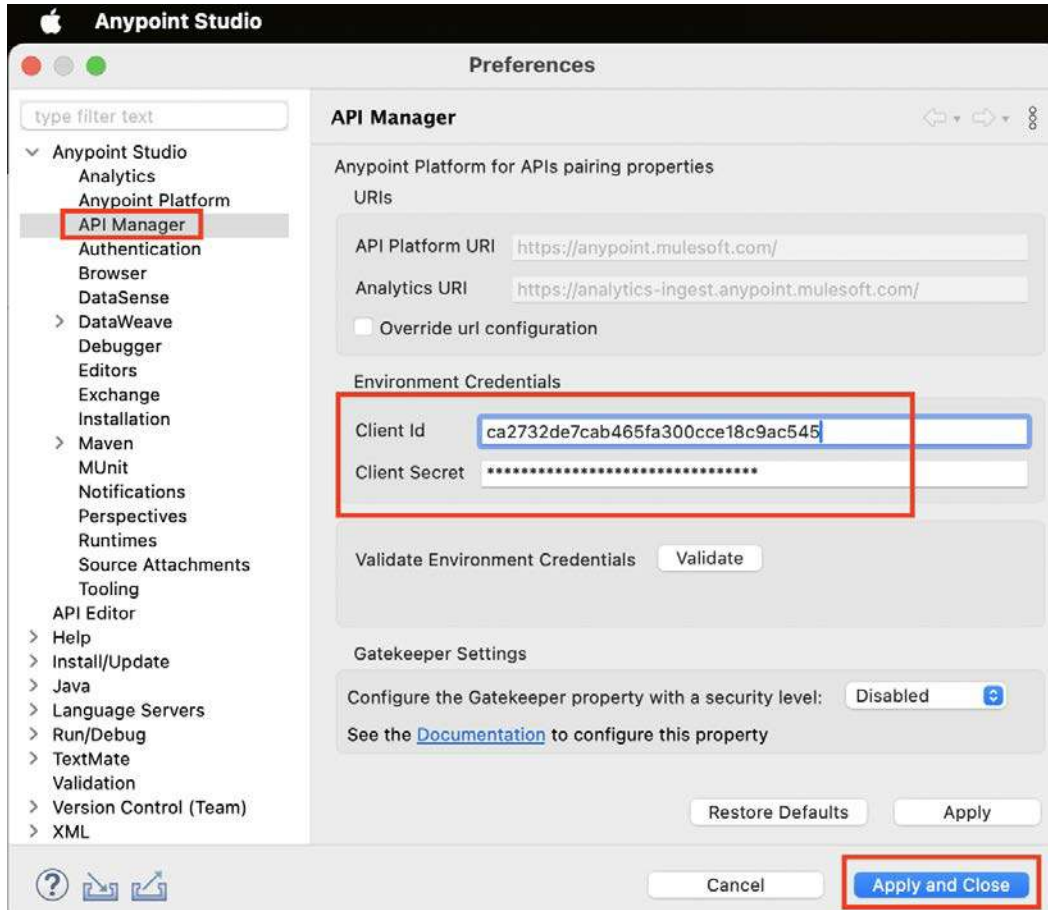 Anypoint Studio
Preferences
type filter text
Anypoint Studio
Analytics
Anypoint Platform
API Manager
Authentication
Browser
DataSense
DataWeave
Debugger
Editors
Exchange
Installation
Maven
MUnit
Notifications
Perspectives
Runtimes
Source Attachments
Tooling
API Editor
Help
Install/Update
Java
Language Servers
Run/Debug
TextMate
Validation
Version Control (Team)
XML
API Manager
Anypoint Platform for APIs pairing properties
URIs
API Platform URI https://anypoint.mulesoft.com/
Analytics URI https://analytics-ingest.anypoint.mulesoft.com/
Override url configuration
Environment Credentials
Client Id ca2732de7cab465fa300cce18c9ac545
Client Secret ********************************
Validate Environment Credentials Validate
Gatekeeper Settings
Configure the Gatekeeper property with a security level: Disabled
See the Documentation to configure this property
Restore Defaults Apply
Cancel Apply and Close